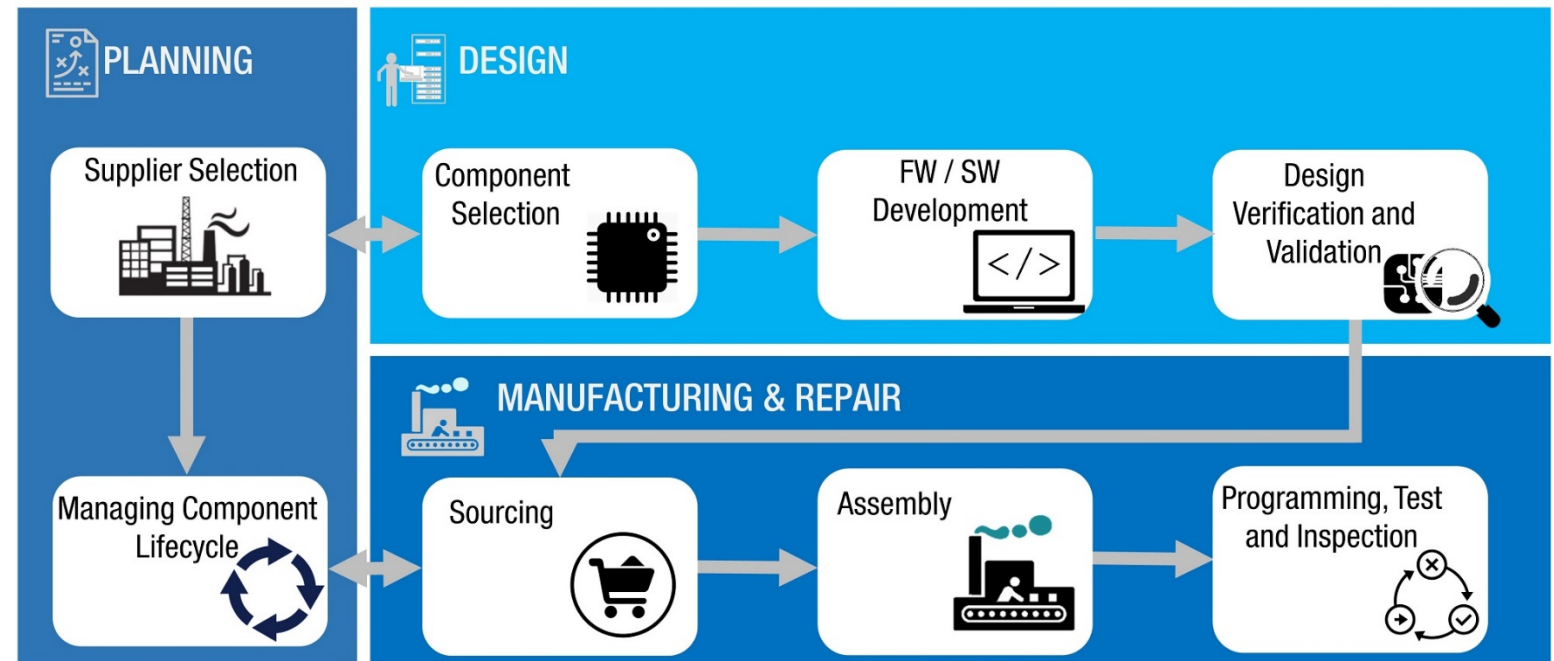 PLANNING
Supplier Selection
Managing Component
Lifecycle
DESIGN
Component
Selection
FW / SW
Development
</>
Design
Verification and
Validation
MANUFACTURING & REPAIR
Sourcing
Assembly
Programming, Test
and Inspection